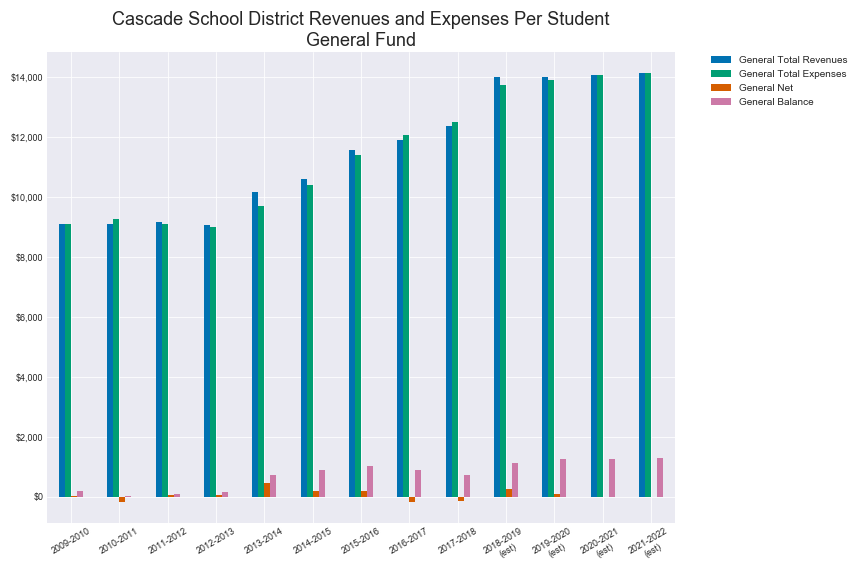 Cascade School District Revenues and Expenses Per Student
General Fund
General Total Revenues
General Total Expenses
General Net
General Balance
$14,000
$12,000
$10,000
$8,000
$6,000
$4,000
$2,000
$0
2009-2010
2010-2011
2011-2012
2012-2013
2013-2014
2014-2015
2015-2016
2016-2017
2017-2018
2018-2019
(est)
2019-2020
(est)
2020-2021
(est)
2021-2022
(est)